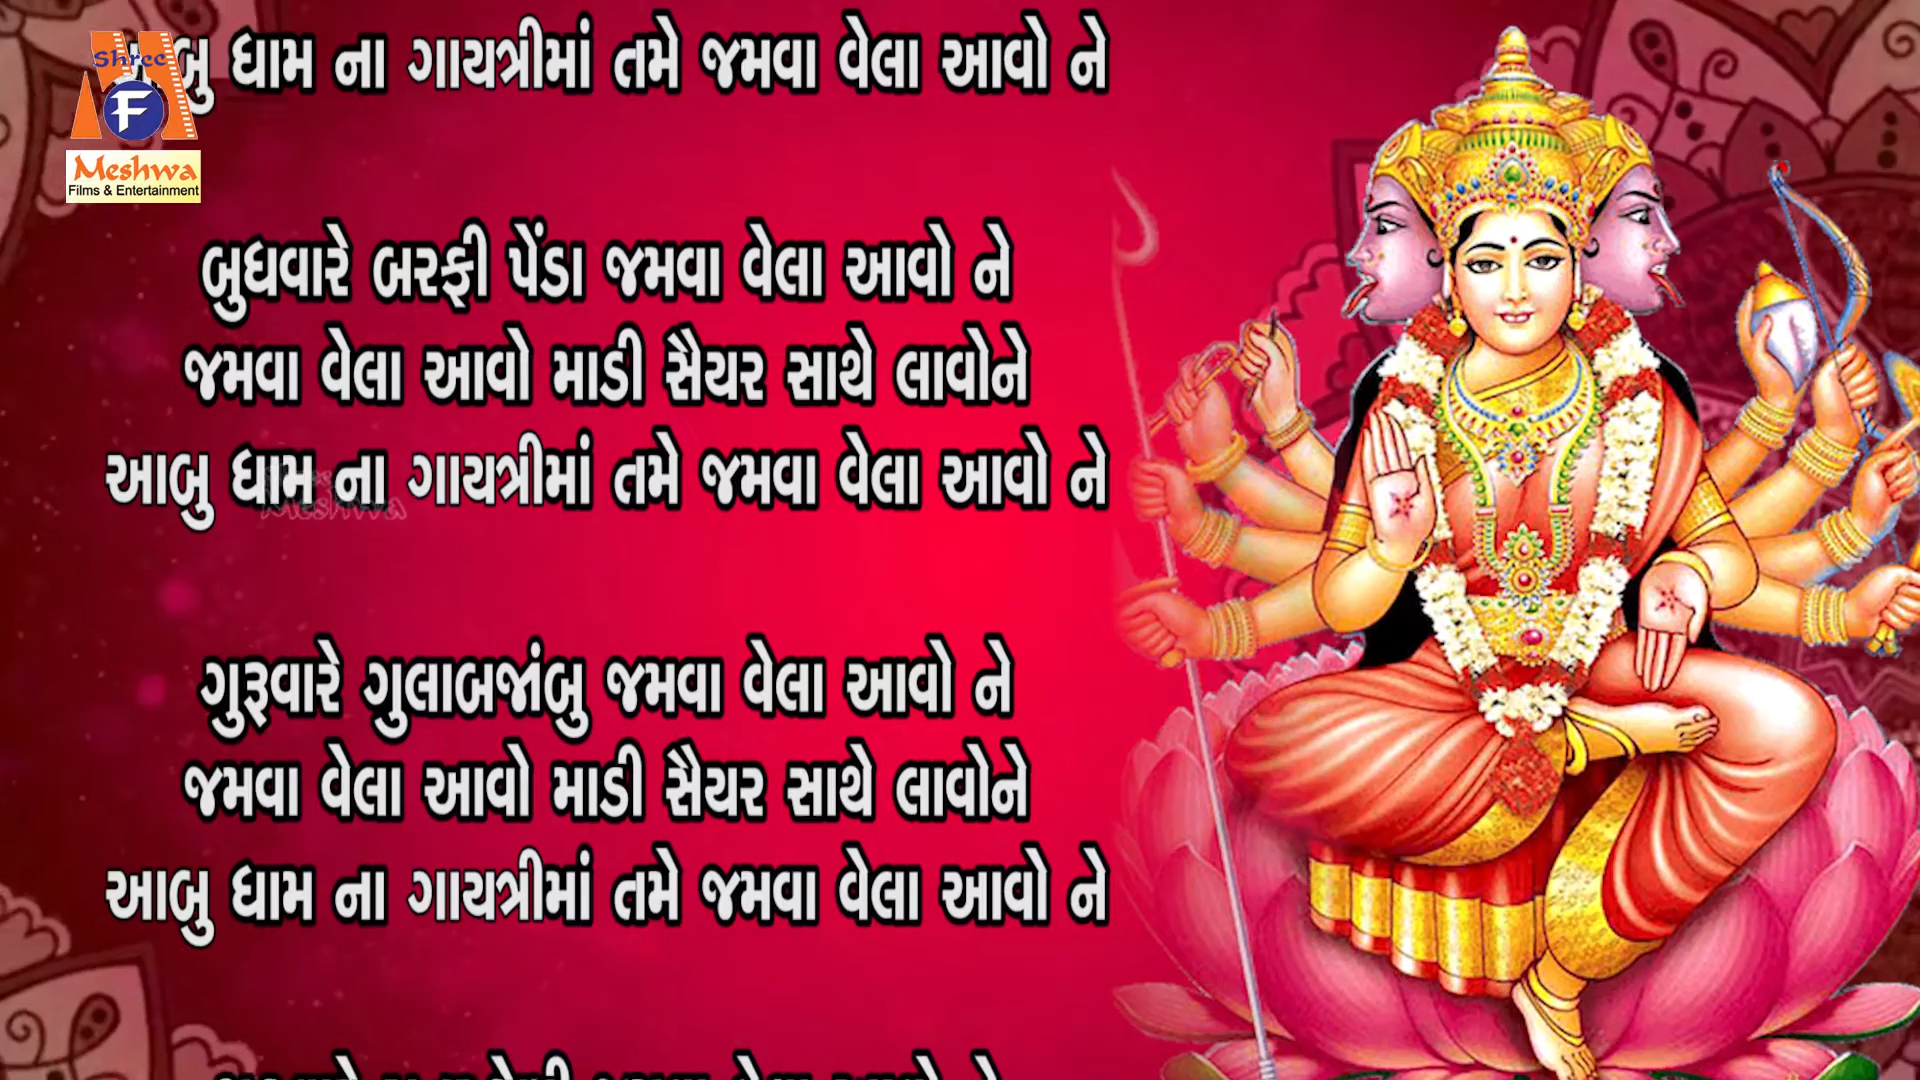 Shree
F
Meshwa
Films & Entertainment
ધામ ના ગાયત્રીમાં તમે જમવા વેલા આવો ને
બુધવારે બરફી પેંડા જમવા વેલા આવો ને
જમવા વેલા આવો માડી સૈયર સાથે લાવોને
આબુ ધામ ના ગાયત્રીમાં તમે જમવા વેલા આવો ને
Meshwa
ગુરૂવારે ગુલાબજાંબુ જમવા વેલા આવો ને
જમવા વેલા આવો માડી સૈયર સાથે લાવોને
આબુ ધામ ના ગાયત્રીમાં તમે જમવા વેલા આવો ને